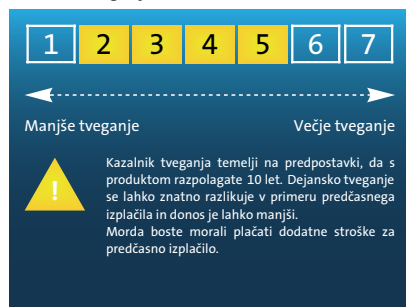 1 2 3 4 5 6 7
Manjše tveganje Večje tveganje
! Kazalnik tveganja temelji na predpostavki, da s
produktom razpolagate 10 let. Dejansko tveganje
se lahko znatno razlikuje v primeru predčasnega
izplačila in donos je lahko manjši.
Morda boste morali plačati dodatne stroške za
predčasno izplačilo.